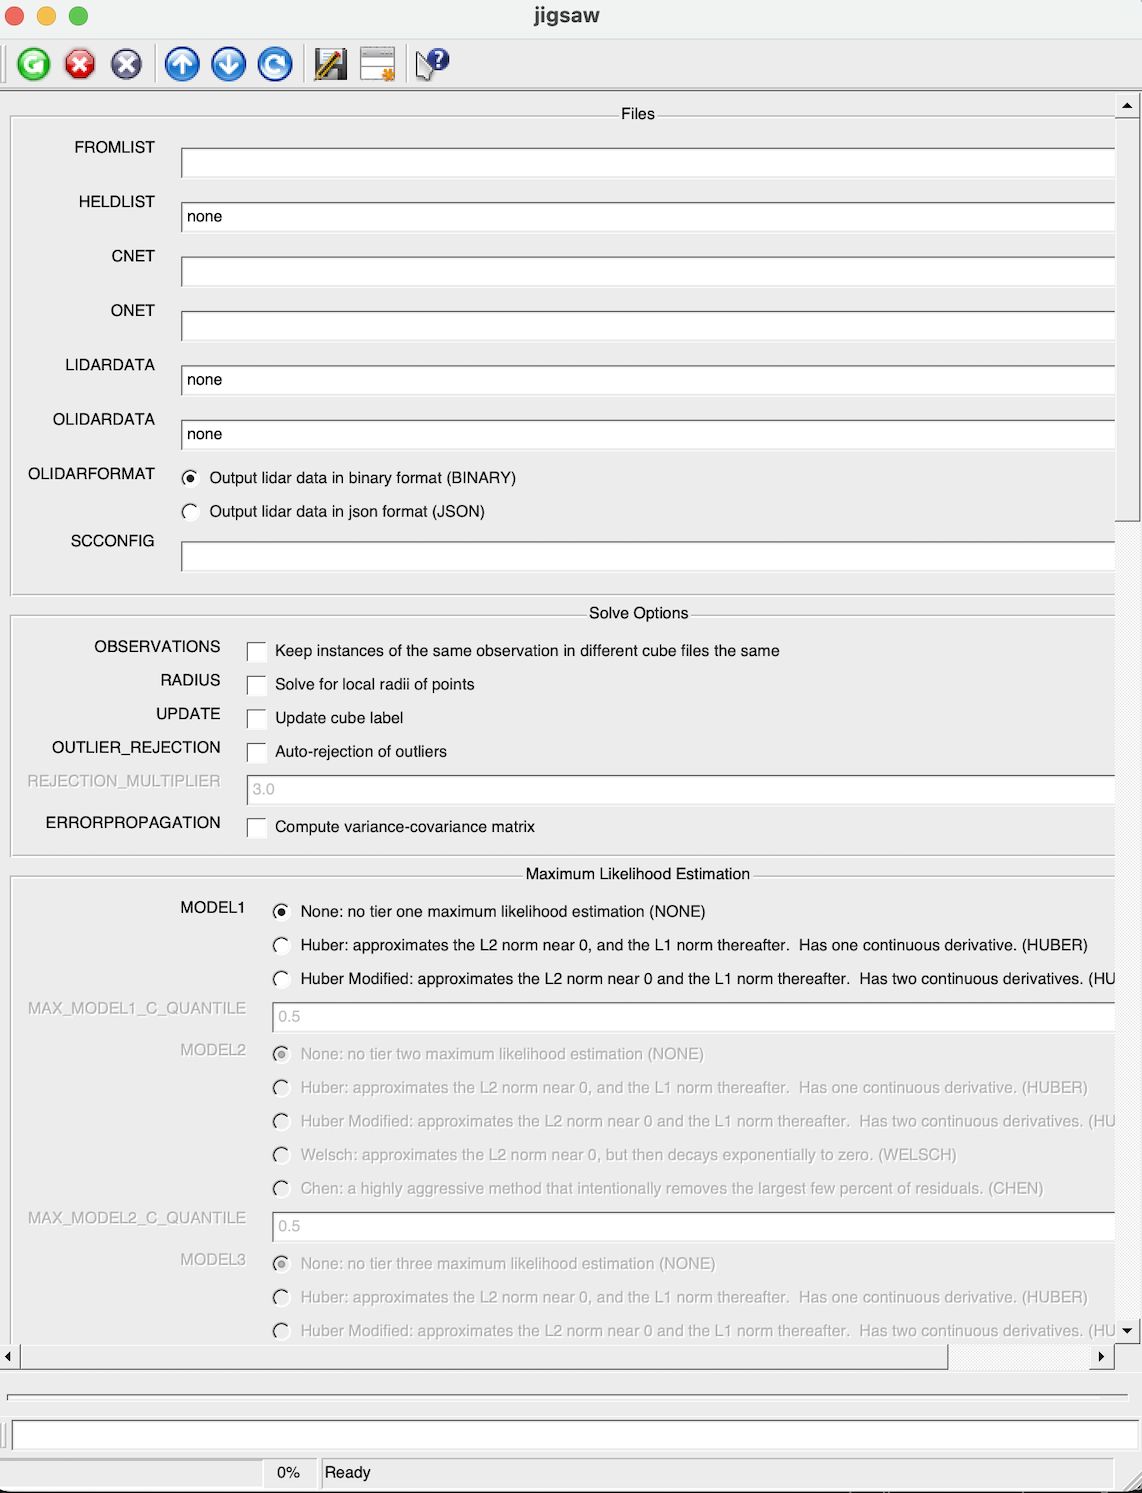 jigsaw
Files
FROMLIST
HELDLIST
none
CNET
ONET
LIDARDATA
none
OLIDARDATA
none
OLIDARFORMAT
Output lidar data in binary format (BINARY)
Output lidar data in json format (JSON)
SCCONFIG
Solve Options
OBSERVATIONS
Keep instances of the same observation in different cube files the same
RADIUS
Solve for local radii of points
UPDATE
Update cube label
OUTLIER_REJECTION
Auto-rejection of outliers
REJECTION_MULTIPLIER
3.0
ERRORPROPAGATION
Compute variance-covariance matrix
Maximum Likelihood Estimation
MODEL1
None: no tier one maximum likelihood estimation (NONE)
Huber: approximates the L2 norm near 0, and the L1 norm thereafter.  Has one continuous derivative. (HUBER)
Huber Modified: approximates the L2 norm near 0 and the L1 norm thereafter.  Has two continuous derivatives. (HU
MAX_MODEL1_C_QUANTILE
0.5
MODEL2
None: no tier two maximum likelihood estimation (NONE)
Huber: approximates the L2 norm near 0, and the L1 norm thereafter.  Has one continuous derivative. (HUBER)
Huber Modified: approximates the L2 norm near 0 and the L1 norm thereafter.  Has two continuous derivatives. (HU
Welsch: approximates the L2 norm near 0, but then decays exponentially to zero. (WELSCH)
Chen: a highly aggressive method that intentionally removes the largest few percent of residuals. (CHEN)
MAX_MODEL2_C_QUANTILE
0.5
MODEL3
None: no tier three maximum likelihood estimation (NONE)
Huber: approximates the L2 norm near 0, and the L1 norm thereafter.  Has one continuous derivative. (HUBER)
Huber Modified: approximates the L2 norm near 0 and the L1 norm thereafter.  Has two continuous derivatives. (HU
0%
Ready